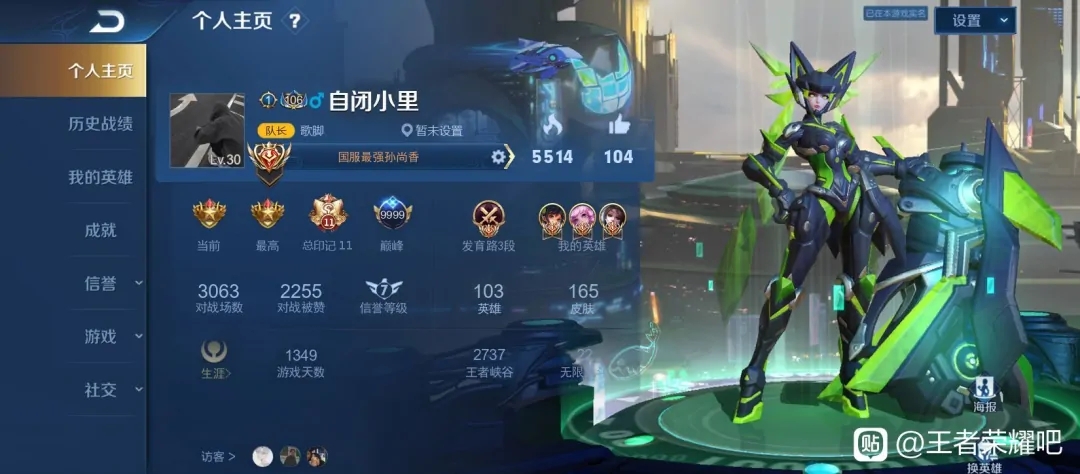 个人主页 ?
已在本游戏实名
设置
个人主页
历史战绩
我的英雄
成就
信誉
游戏
社交
1 106 ♂ 自闭小里
队长 歌脚 暂未设置
Lv.30
国服最强孙尚香
5514 104
11 9999
当前 最高 总印记 11 巅峰 发育路3段 我的英雄
3063 2255 7 103 165
对战场数 对战被赞 信誉等级 英雄 皮肤
1349 2737
生涯> 游戏天数 王者峡谷 无限
访客 >
海报
贴 @王者荣耀吧
换英雄